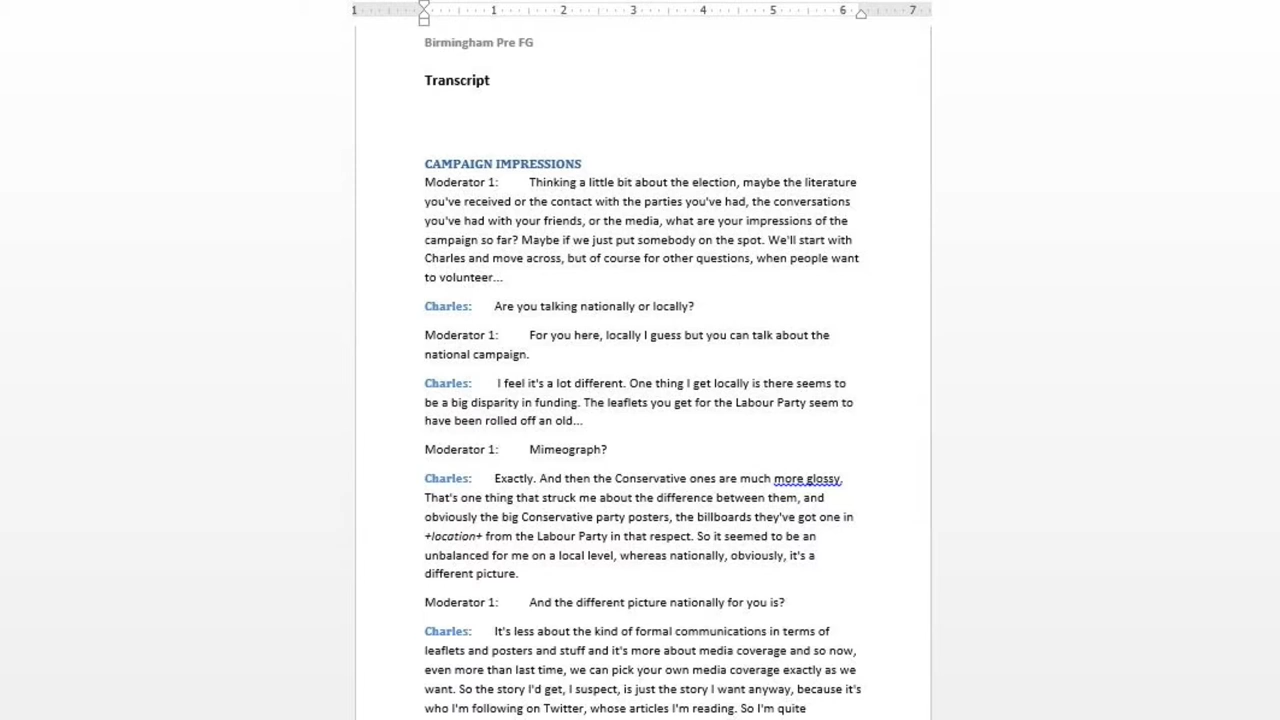 1 1 2 3 4 5 6 7
Birmingham Pre FG
Transcript
CAMPAIGN IMPRESSIONS
Moderator 1: Thinking a little bit about the election, maybe the literature
you've received or the contact with the parties you've had, the conversations
you've had with your friends, or the media, what are your impressions of the
campaign so far? Maybe if we just put somebody on the spot. We'll start with
Charles and move across, but of course for other questions, when people want
to volunteer...
Charles: Are you talking nationally or locally?
Moderator 1: For you here, locally I guess but you can talk about the
national campaign.
Charles: I feel it's a lot different. One thing I get locally is there seems to
be a big disparity in funding. The leaflets you get for the Labour Party seem to
have been rolled off an old...
Moderator 1: Mimeograph?
Charles: Exactly. And then the Conservative ones are much more glossy.
That's one thing that struck me about the difference between them, and
obviously the big Conservative party posters, the billboards they've got one in
+location+ from the Labour Party in that respect. So it seemed to be an
unbalanced for me on a local level, whereas nationally, obviously, it's a
different picture.
Moderator 1: And the different picture nationally for you is?
Charles: It's less about the kind of formal communications in terms of
leaflets and posters and stuff and it's more about media coverage and so now,
even more than last time, we can pick your own media coverage exactly as we
want. So the story I'd get, I suspect, is just the story I want anyway, because it's
who I'm following on Twitter, whose articles I'm reading. So I'm quite